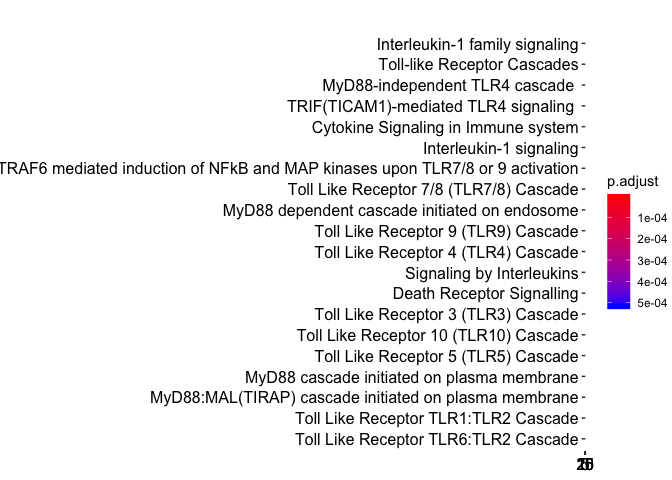 Interleukin-1 family signaling
Toll-like Receptor Cascades
MyD88-independent TLR4 cascade
TRIF(TICAM1)-mediated TLR4 signaling
Cytokine Signaling in Immune system
Interleukin-1 signaling
TRAF6 mediated induction of NFkB and MAP kinases upon TLR7/8 or 9 activation
Toll Like Receptor 7/8 (TLR7/8) Cascade
MyD88 dependent cascade initiated on endosome
Toll Like Receptor 9 (TLR9) Cascade
Toll Like Receptor 4 (TLR4) Cascade
Signaling by Interleukins
Death Receptor Signalling
Toll Like Receptor 3 (TLR3) Cascade
Toll Like Receptor 10 (TLR10) Cascade
Toll Like Receptor 5 (TLR5) Cascade
MyD88 cascade initiated on plasma membrane
MyD88:MAL(TIRAP) cascade initiated on plasma membrane
Toll Like Receptor TLR1:TLR2 Cascade
Toll Like Receptor TLR6:TLR2 Cascade
p.adjust
1e-04
2e-04
3e-04
4e-04
5e-04